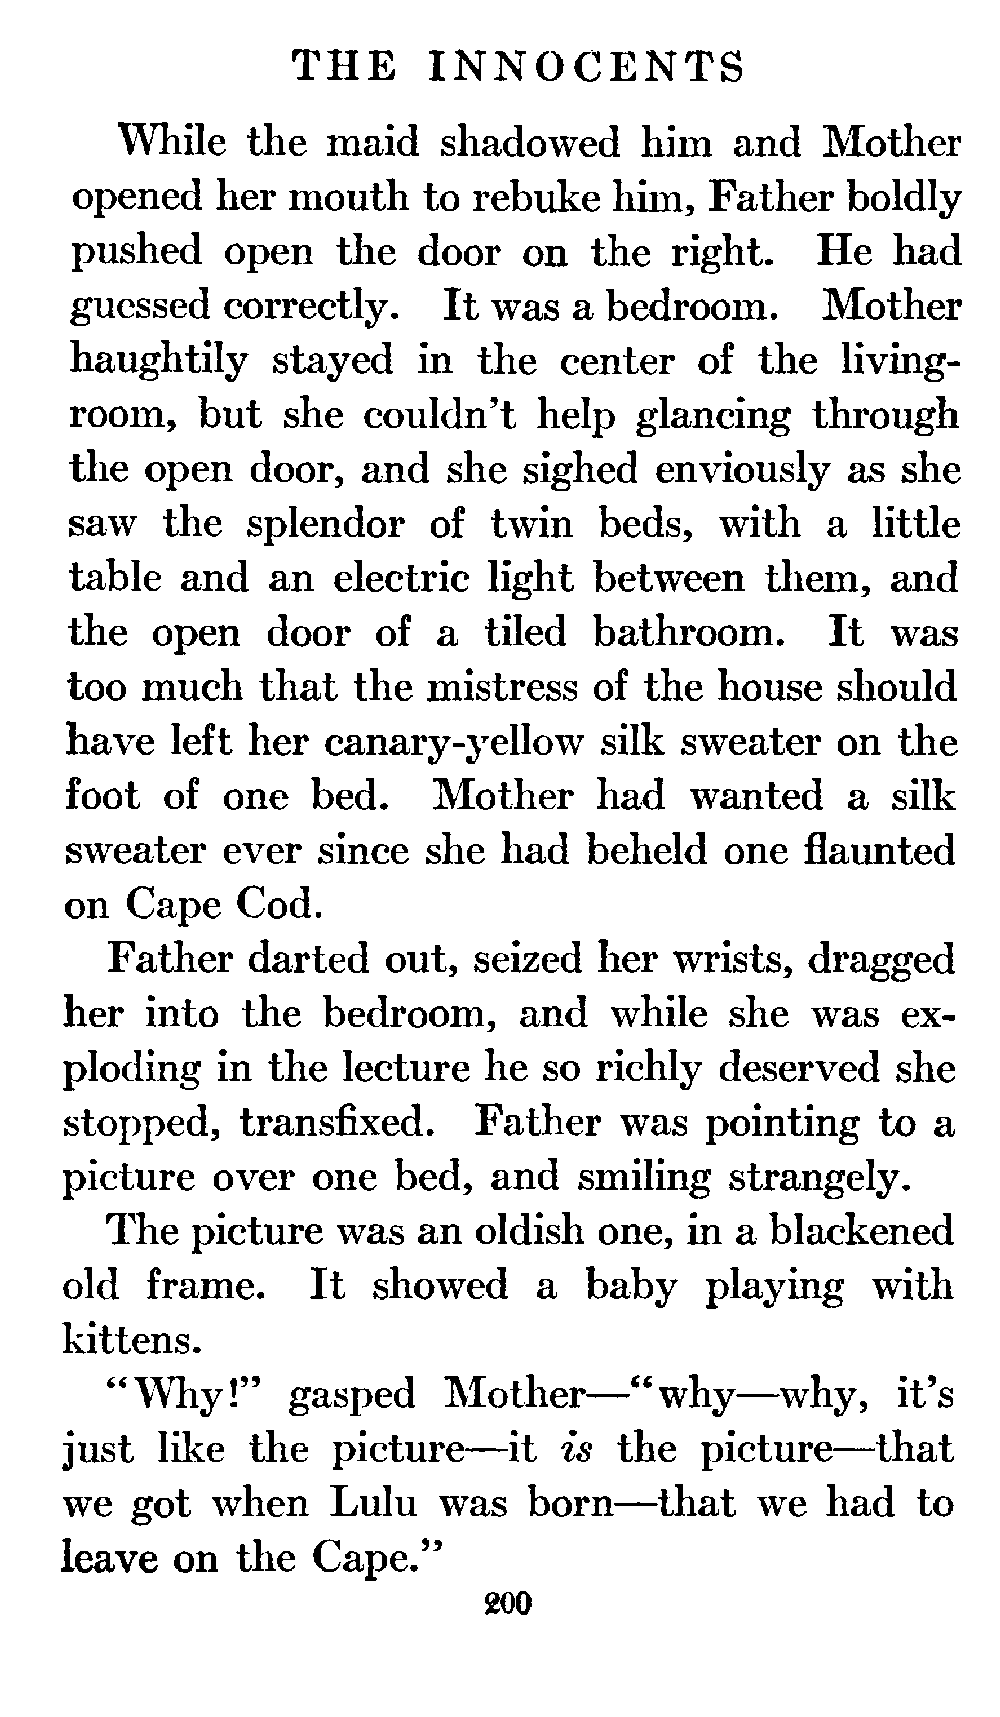 THE INNOCENTS
While the maid shadowed him and Mother
opened her mouth to rebuke him, Father boldly
pushed open the door on the right. He had
guessed correctly. It was a bedroom. Mother
haughtily stayed in the center of the living-
room, but she couldn't help glancing through
the open door, and she sighed enviously as she
saw the splendor of twin beds, with a little
table and an electric light between them, and
the open door of a tiled bathroom. It was
too much that the mistress of the house should
have left her canary-yellow silk sweater on the
foot of one bed. Mother had wanted a silk
sweater ever since she had beheld one flaunted
on Cape Cod.
Father darted out, seized her wrists, dragged
her into the bedroom, and while she was ex-
ploding in the lecture he so richly deserved she
stopped, transfixed. Father was pointing to a
picture over one bed, and smiling strangely.
The picture was an oldish one, in a blackened
old frame. It showed a baby playing with
kittens.
"Why!" gasped Mother—"why—why, it's
just like the picture—it is the picture—that
we got when Lulu was born—that we had to
leave on the Cape."
200